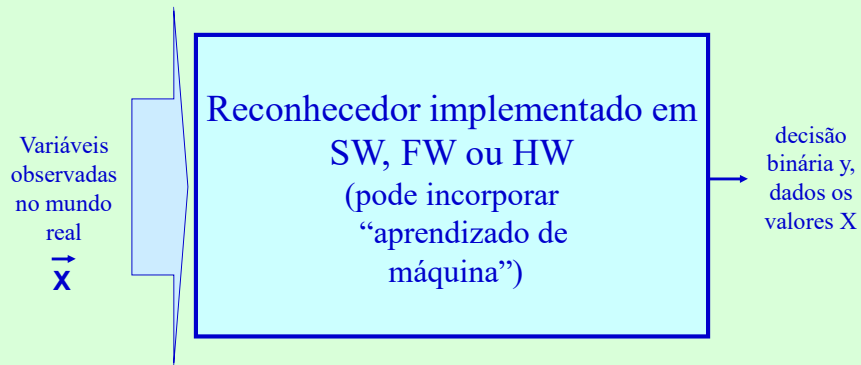 Variáveis
observadas
no mundo
real
X
Reconhecedor implementado em
SW, FW ou HW
(pode incorporar
“aprendizado de
máquina”)
decisão
binária y,
dados os
valores X